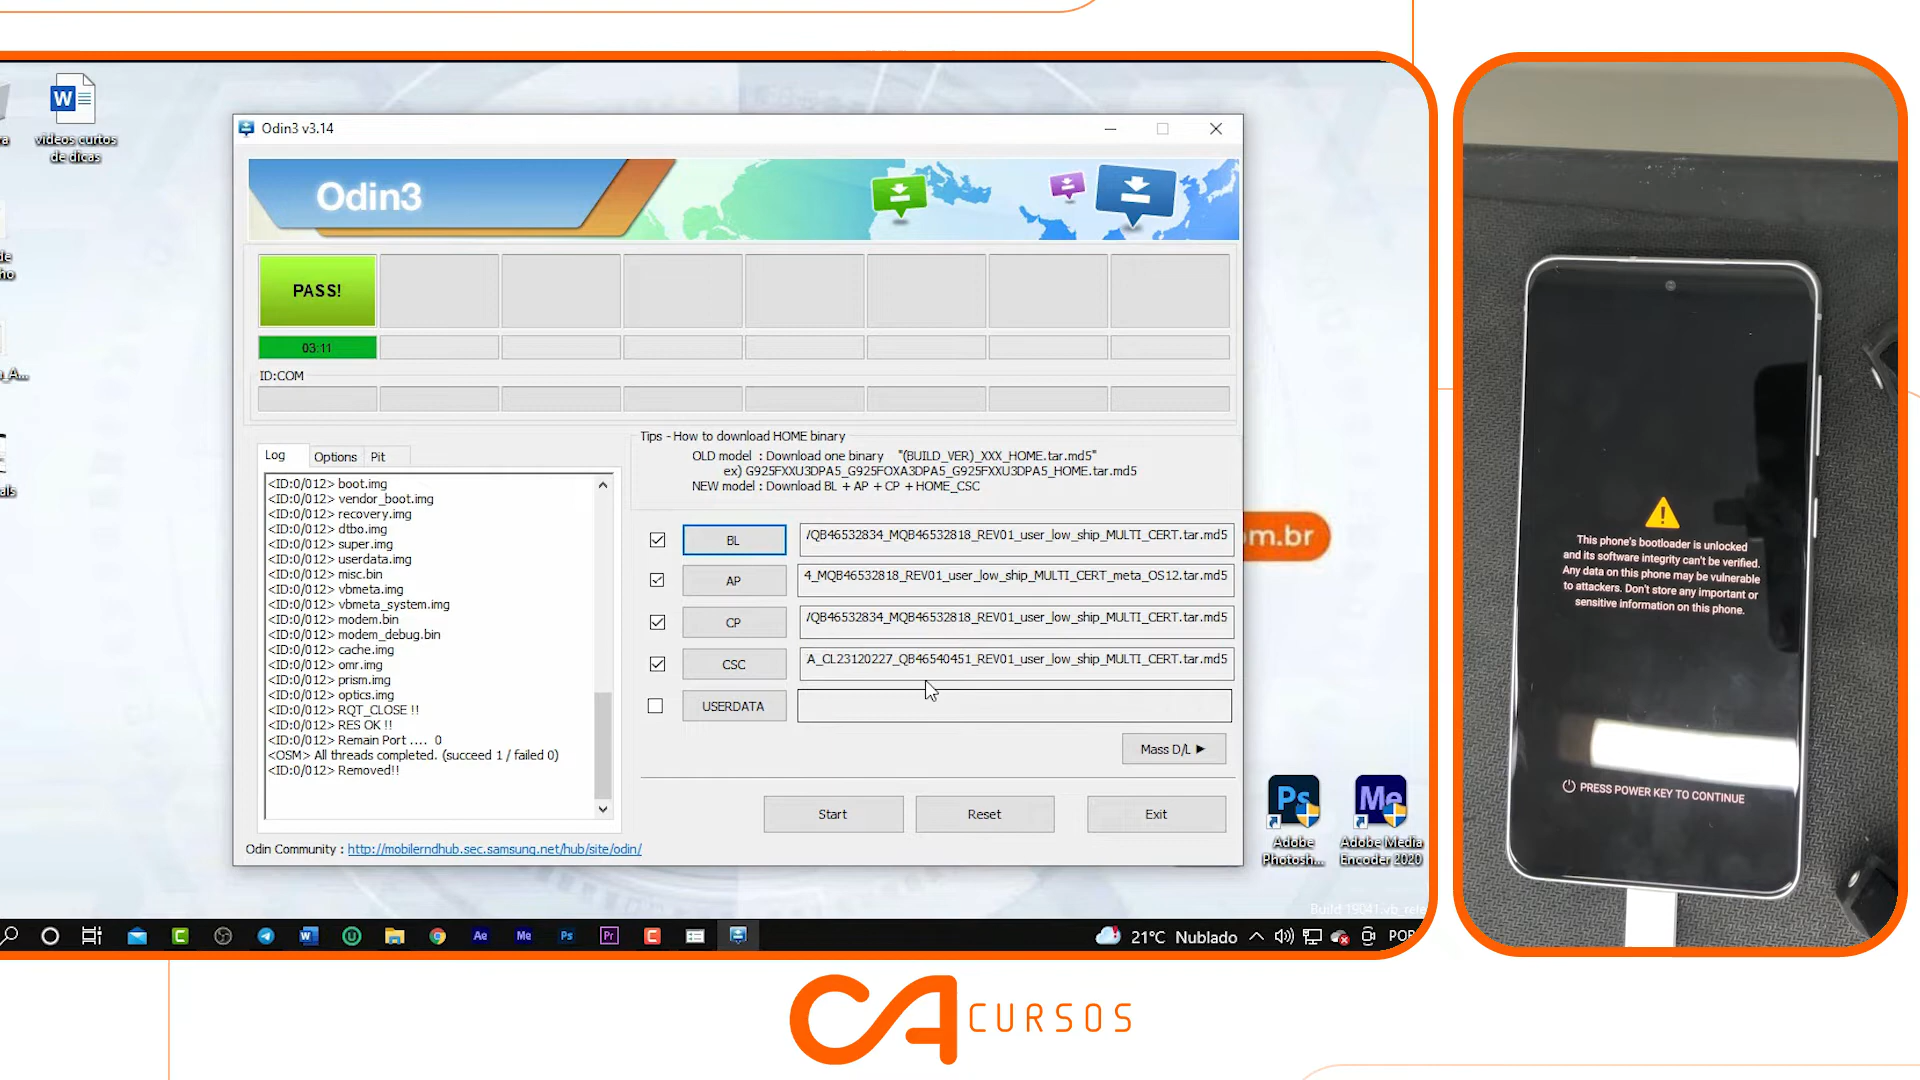 videos curtos
de dicas
Odin3 v3.14
Odin3
PASS!
03:11
ID:COM
Log
Options
Pit
<ID:0/012> boot.img
<ID:0/012> vendor_boot.img
<ID:0/012> recovery.img
<ID:0/012> dtbo.img
<ID:0/012> super.img
<ID:0/012> userdata.img
<ID:0/012> misc.bin
<ID:0/012> vbmeta.img
<ID:0/012> vbmeta_system.img
<ID:0/012> modem.bin
<ID:0/012> modem_debug.bin
<ID:0/012> cache.img
<ID:0/012> omr.img
<ID:0/012> prism.img
<ID:0/012> optics.img
<ID:0/012> RQT_CLOSE !!
<ID:0/012> RES OK !!
<ID:0/012> Remain Port .... 0
<OSM> All threads completed. (succeed 1 / failed 0)
<ID:0/012> Removed!!
Tips - How to download HOME binary
OLD model : Download one binary "(BUILD_VER)_XXX_HOME.tar.md5"
ex) G925FXXU3DPA5_G925FOXA3DPA5_G925FXXU3DPA5_HOME.tar.md5
NEW model : Download BL + AP + CP + HOME_CSC
BL
/QB46532834_MQB46532818_REV01_user_low_ship_MULTI_CERT.tar.md5
AP
4_MQB46532818_REV01_user_low_ship_MULTI_CERT_meta_OS12.tar.md5
CP
/QB46532834_MQB46532818_REV01_user_low_ship_MULTI_CERT.tar.md5
CSC
A_CL23120227_QB46540451_REV01_user_low_ship_MULTI_CERT.tar.md5
USERDATA
Mass D/L ▶
Start
Reset
Exit
Odin Community : http://mobilerndhub.sec.samsung.net/hub/site/odin/
m.br
Ps
Adobe
Photosh...
Me
Adobe Media
Encoder 2020
Build 19041.vb_rele
21°C Nublado
POR
This phone's bootloader is unlocked
and its software integrity can't be verified.
Any data on this phone may be vulnerable
to attackers. Don't store any important or
sensitive information on this phone.
PRESS POWER KEY TO CONTINUE
CA CURSOS